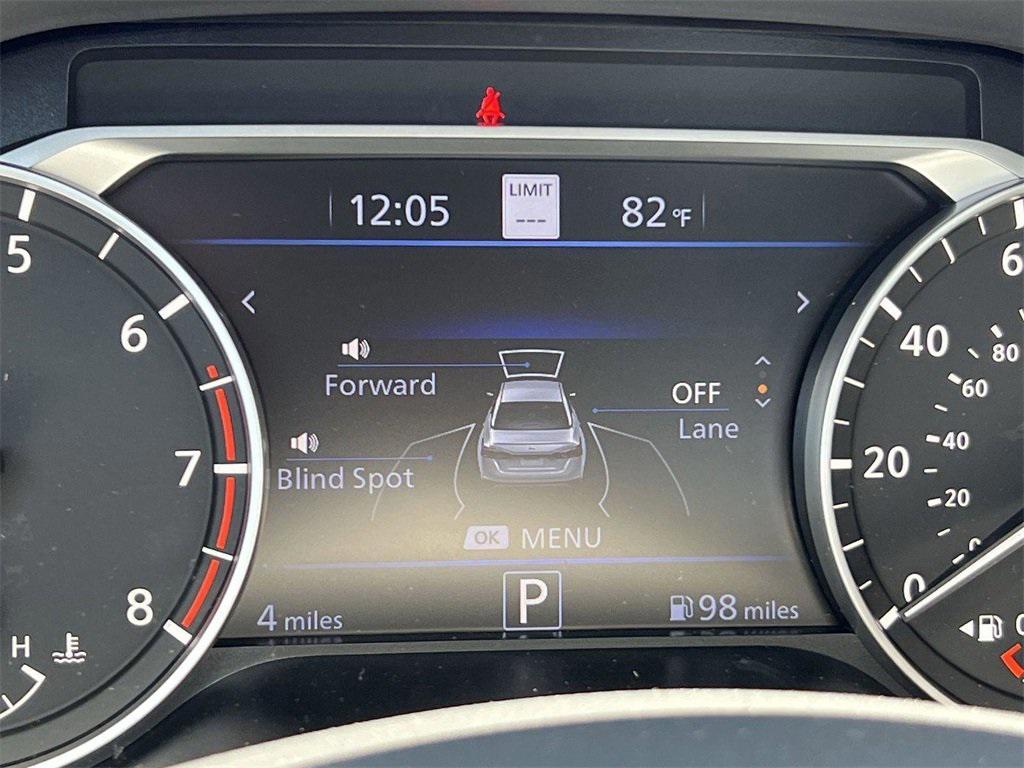 LIMIT
12:05 --- 82 °F
5
6
6
40
80
60
Forward
OFF
Lane
7
Blind Spot
20
40
20
OK MENU
8
0
0
4 miles
P
98 miles
H